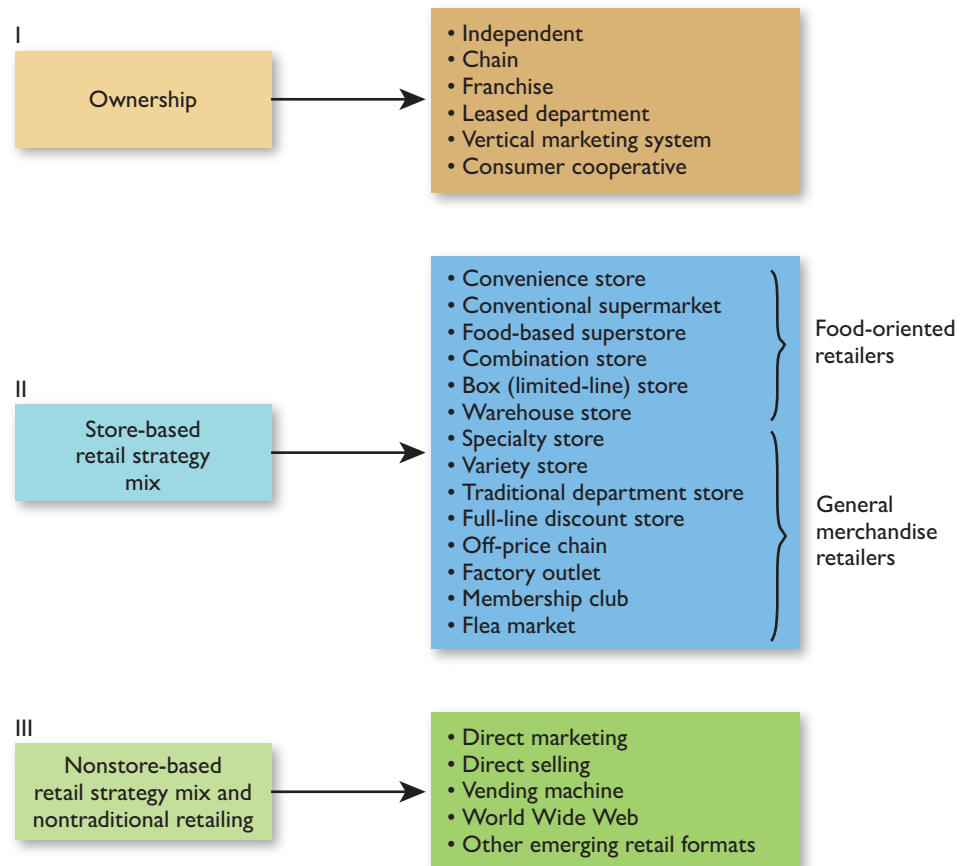 I
Ownership
• Independent
• Chain
• Franchise
• Leased department
• Vertical marketing system
• Consumer cooperative
II
Store-based
retail strategy
mix
• Convenience store
• Conventional supermarket
• Food-based superstore
• Combination store
• Box (limited-line) store
• Warehouse store
• Specialty store
• Variety store
• Traditional department store
• Full-line discount store
• Off-price chain
• Factory outlet
• Membership club
• Flea market
Food-oriented
retailers
General
merchandise
retailers
III
Nonstore-based
retail strategy mix and
nontraditional retailing
• Direct marketing
• Direct selling
• Vending machine
• World Wide Web
• Other emerging retail formats